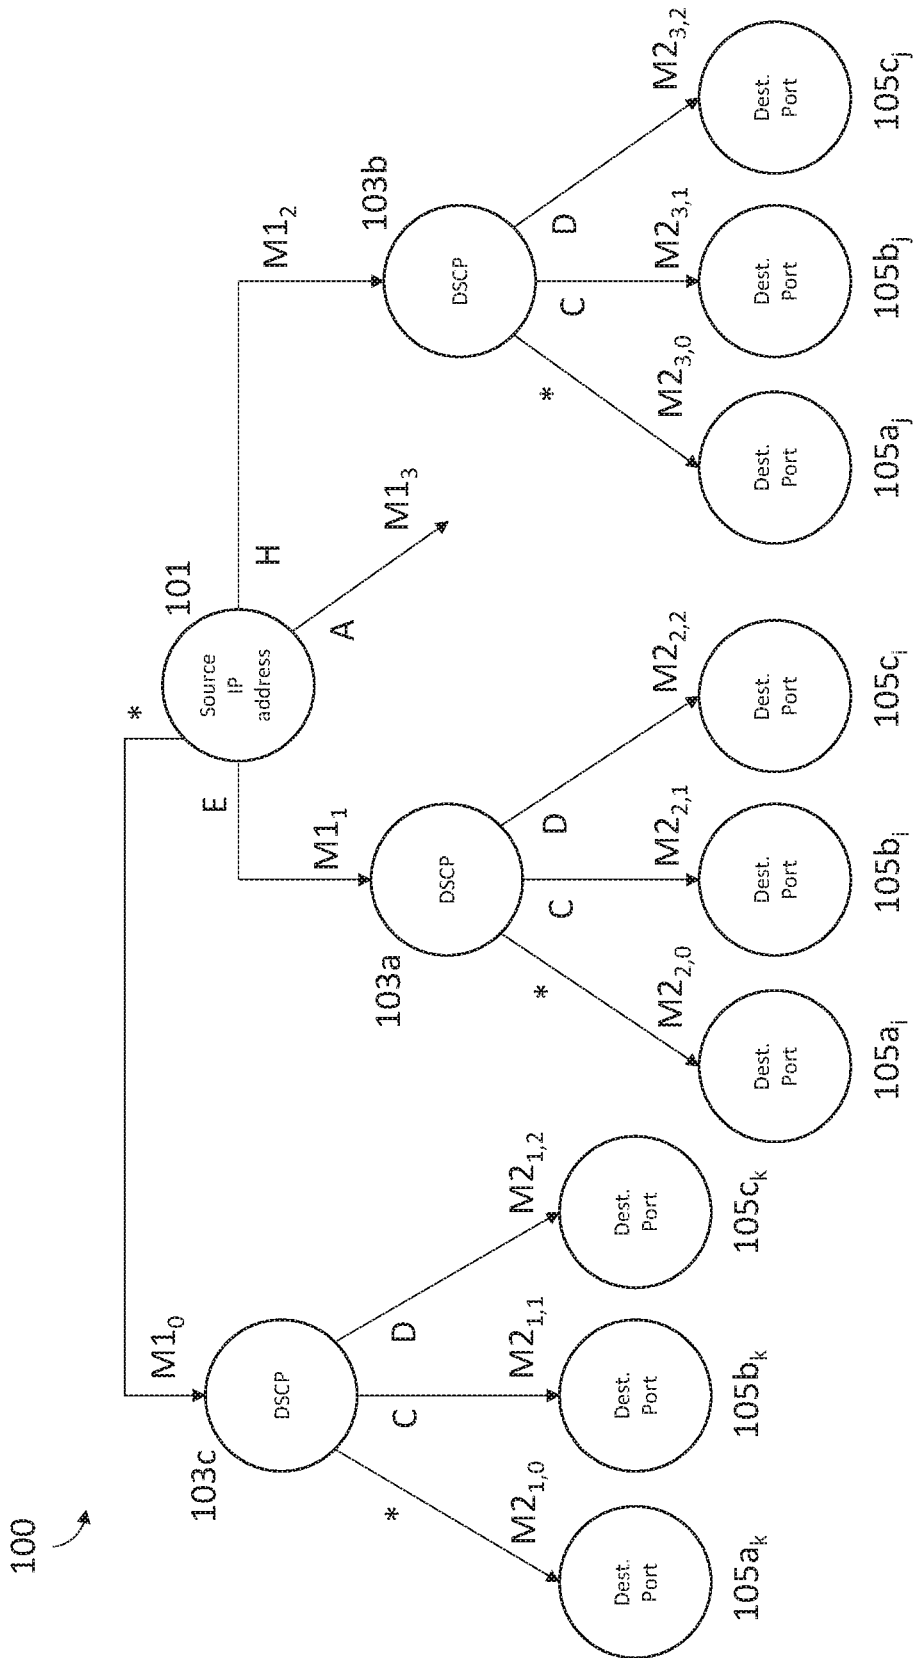 100
*
101
Source
IP
address
E
H
A
M1₀
M1₁
M1₃
M1₂
103c
DSCP
103a
DSCP
103b
DSCP
*
C
D
*
C
D
*
C
D
M2₁,₀
M2₁,₁
M2₁,₂
M2₂,₀
M2₂,₁
M2₂,₂
M2₃,₀
M2₃,₁
M2₃,₂
Dest.
Port
Dest.
Port
Dest.
Port
Dest.
Port
Dest.
Port
Dest.
Port
Dest.
Port
Dest.
Port
Dest.
Port
105aₖ
105bₖ
105cₖ
105aᵢ
105bᵢ
105cᵢ
105aⱼ
105bⱼ
105cⱼ